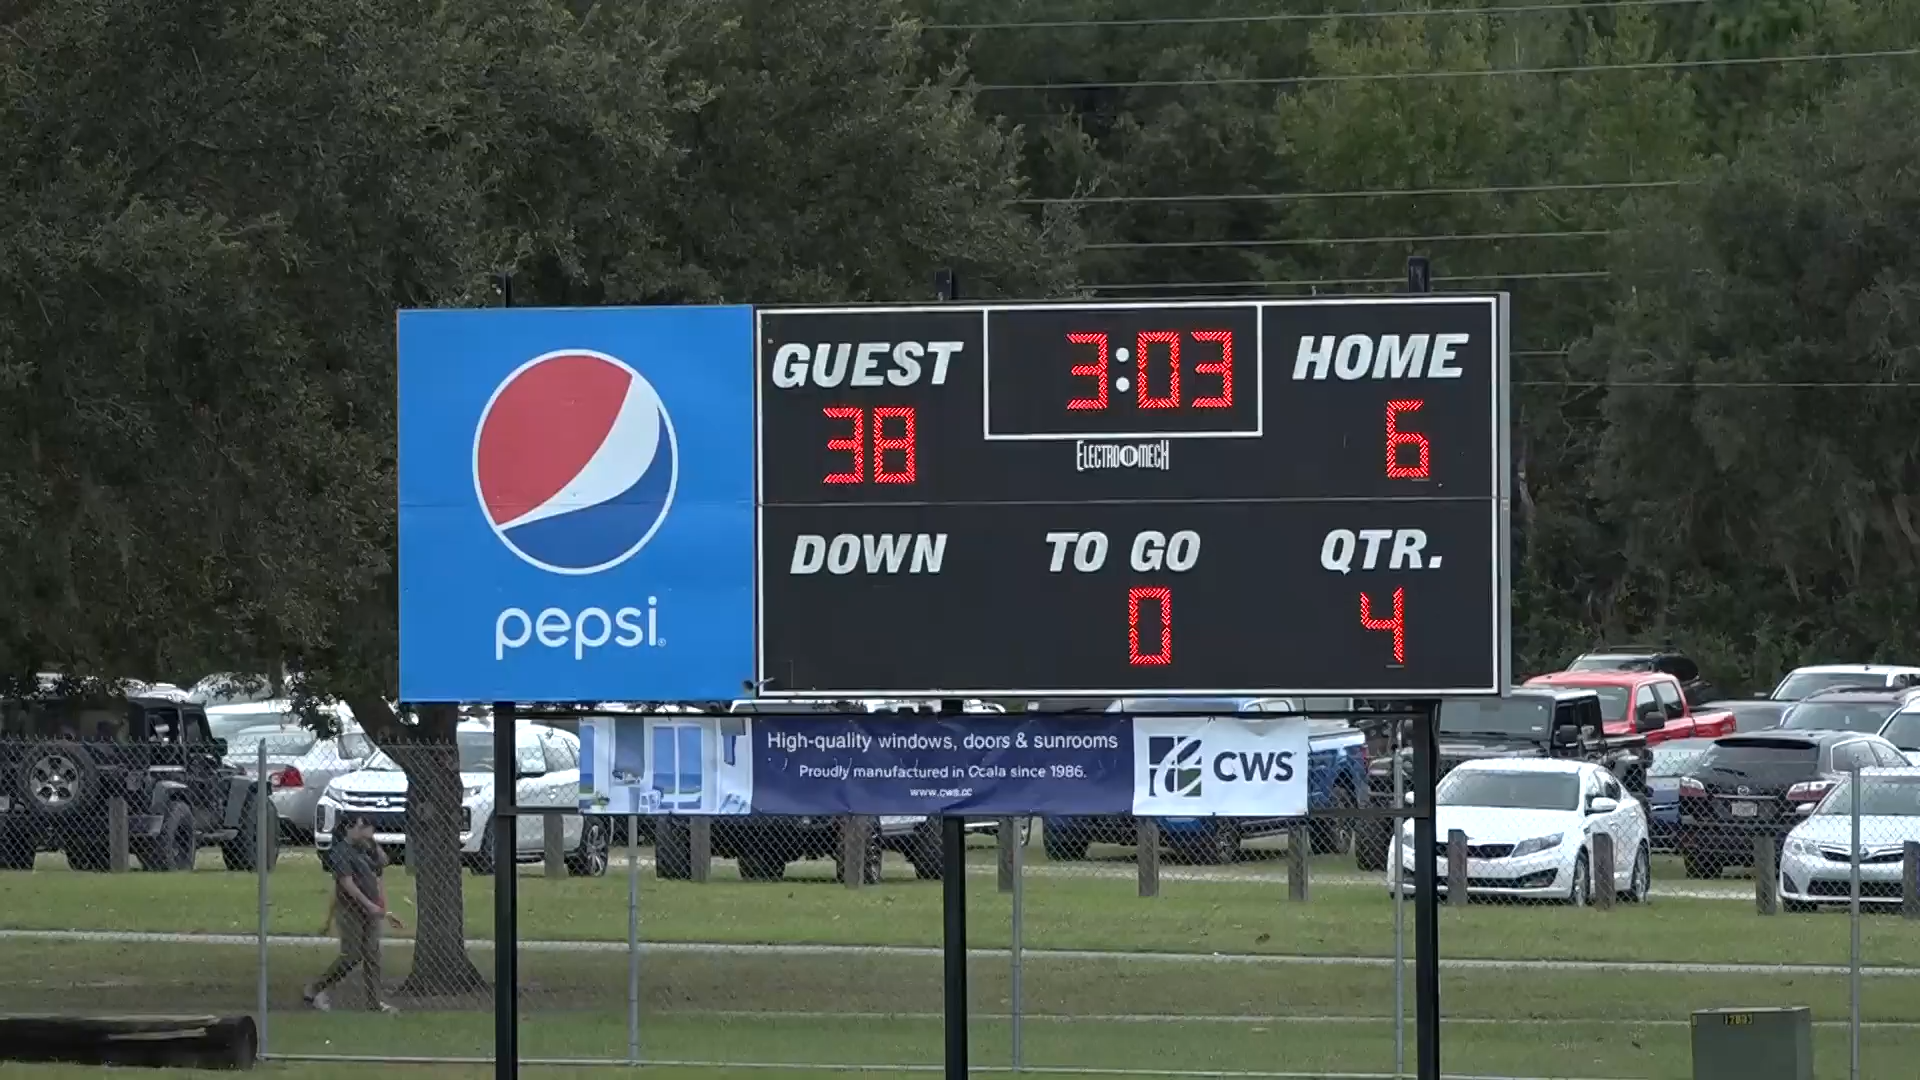 GUEST
3:03
HOME
38
ELECTRO MECH
6
DOWN
TO GO
QTR.
0
4
pepsi
High-quality windows, doors & sunrooms
Proudly manufactured in Ocala since 1986.
www.cws.cc
CWS
12893